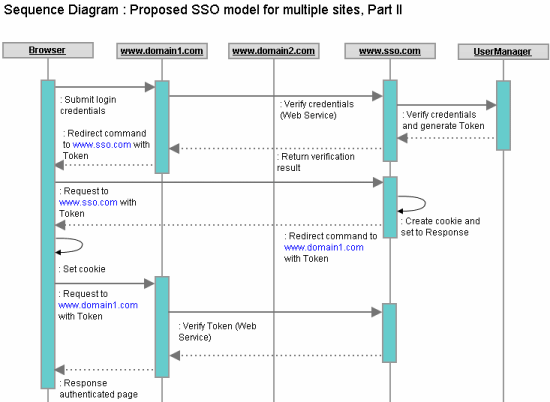 Sequence Diagram : Proposed SSO model for multiple sites, Part II
Browser
www.domain1.com
www.domain2.com
www.sso.com
UserManager
: Submit login
credentials
: Verify credentials
(Web Service)
: Verify credentials
and generate Token
: Redirect command
to www.sso.com with
Token
: Return verification
result
: Request to
www.sso.com with
Token
: Create cookie and
set to Response
: Redirect command to
www.domain1.com
with Token
: Set cookie
: Request to
www.domain1.com
with Token
: Verify Token (Web
Service)
: Response
authenticated page